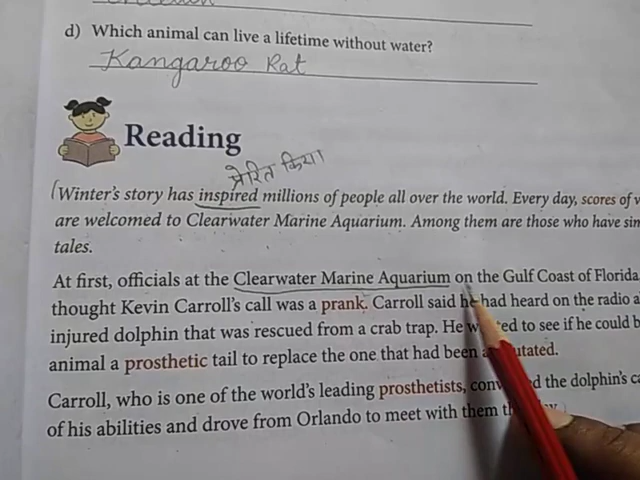 d) Which animal can live a lifetime without water?
Kangaroo Rat
Reading
प्रेरित किया
Winter's story has inspired millions of people all over the world. Every day, scores of
are welcomed to Clearwater Marine Aquarium. Among them are those who have
tales.
At first, officials at the Clearwater Marine Aquarium on the Gulf Coast of Florida
thought Kevin Carroll's call was a prank. Carroll said he had heard on the radio
injured dolphin that was rescued from a crab trap. He to see if he could
animal a prosthetic tail to replace the one that had been
Carroll, who is one of the world's leading prosthetists, the dolphin's
of his abilities and drove from Orlando to meet with them